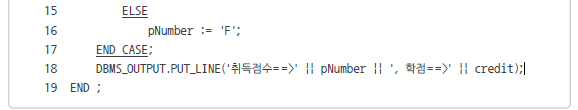 15 ELSE
16 pNumber := 'F';
17 END CASE;
18 DBMS_OUTPUT.PUT_LINE('취득점수==>' || pNumber || ', 학점==>' || credit);
19 END ;